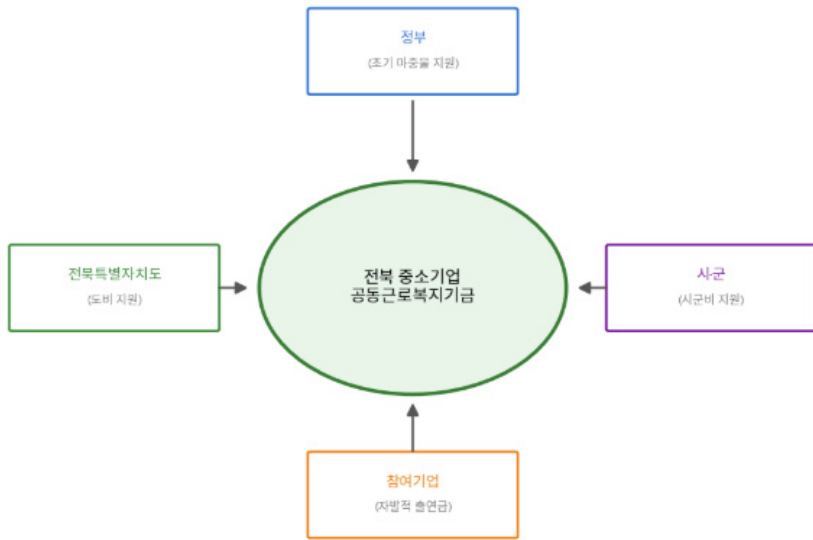 정부
(초기 마중물 지원)
전북특별자치도
(도비 지원)
전북 중소기업
공동근로복지기금
시·군
(시군비 지원)
참여기업
(자발적 출연금)